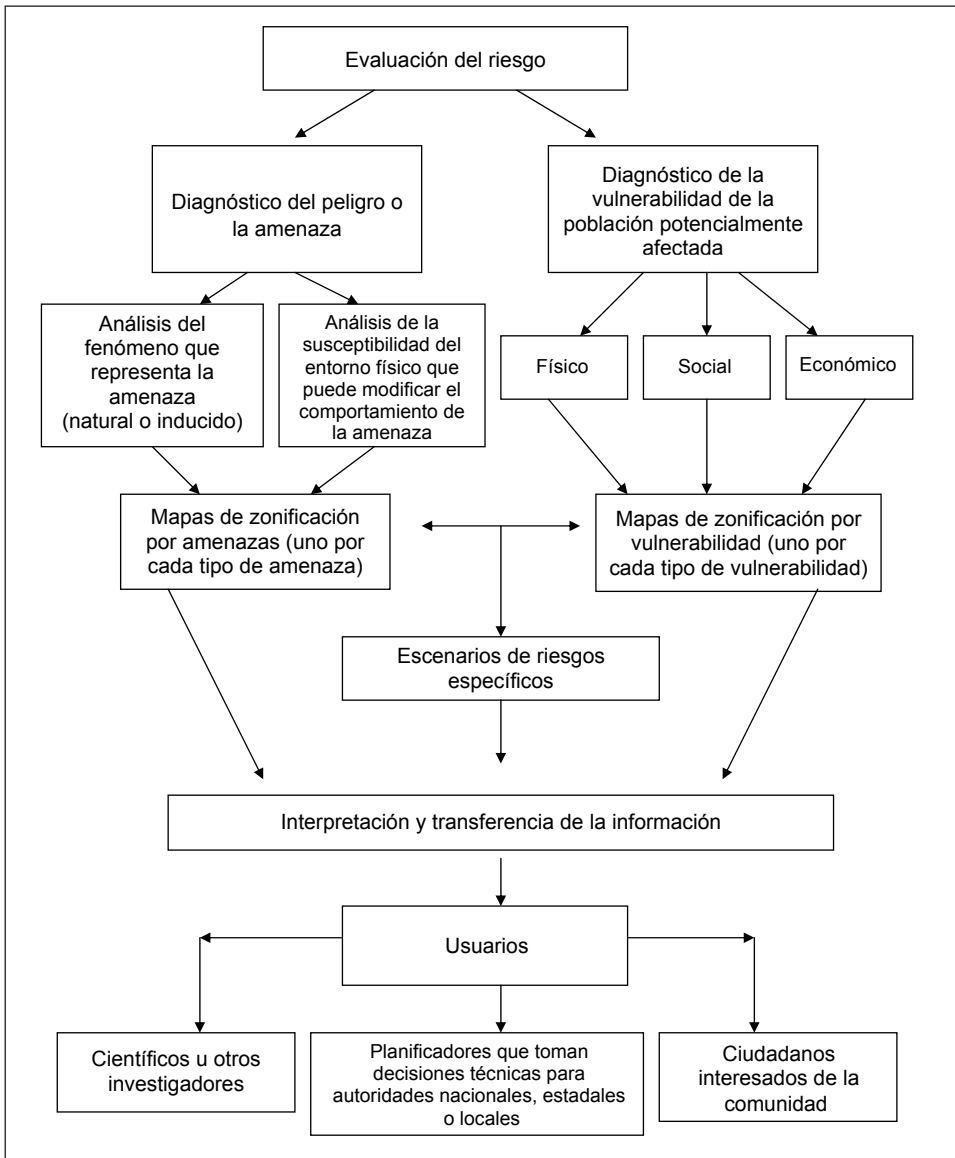 Evaluación del riesgo
Diagnóstico del peligro o
la amenaza
Diagnóstico de la
vulnerabilidad de la
población potencialmente
afectada
Análisis del
fenómeno que
representa la
amenaza
(natural o inducido)
Análisis de la
susceptibilidad del
entorno físico que
puede modificar el
comportamiento de
la amenaza
Físico
Social
Económico
Mapas de zonificación
por amenazas (uno por
cada tipo de amenaza)
Mapas de zonificación por
vulnerabilidad (uno por
cada tipo de vulnerabilidad)
Escenarios de riesgos
específicos
Interpretación y transferencia de la información
Usuarios
Científicos u otros
investigadores
Planificadores que toman
decisiones técnicas para
autoridades nacionales, estadales
o locales
Ciudadanos
interesados de la
comunidad